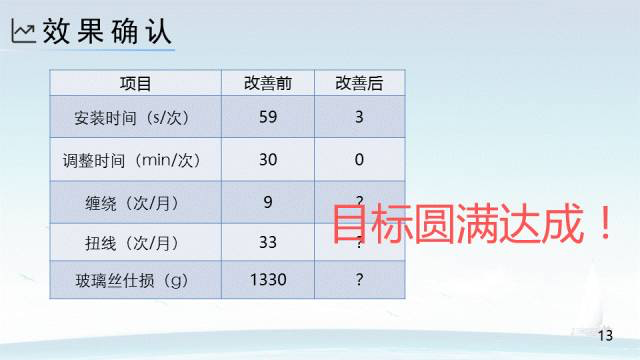 效果确认
项目 改善前 改善后
安装时间（s/次） 59 3
调整时间（min/次） 30 0
缠绕（次/月） 9 ?
目标圆满达成！
扭线（次/月） 33 ?
玻璃丝仕损（g） 1330 ?
13